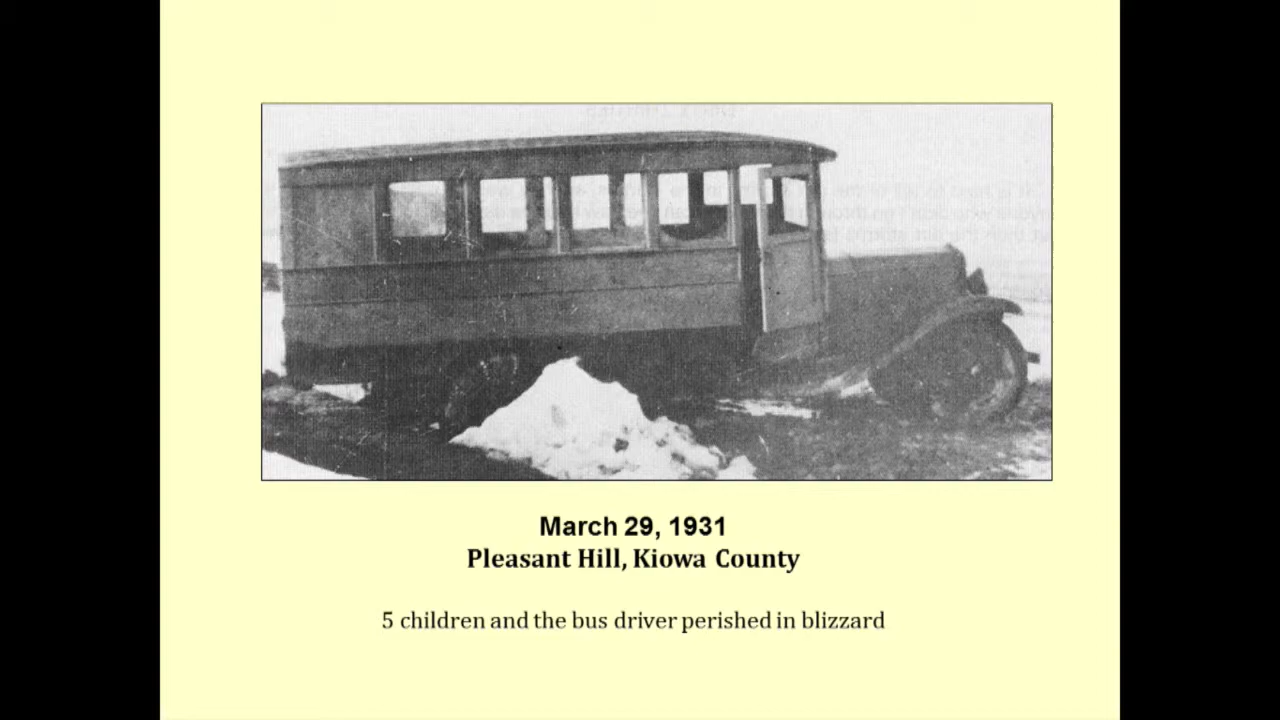 March 29, 1931
Pleasant Hill, Kiowa County
5 children and the bus driver perished in blizzard